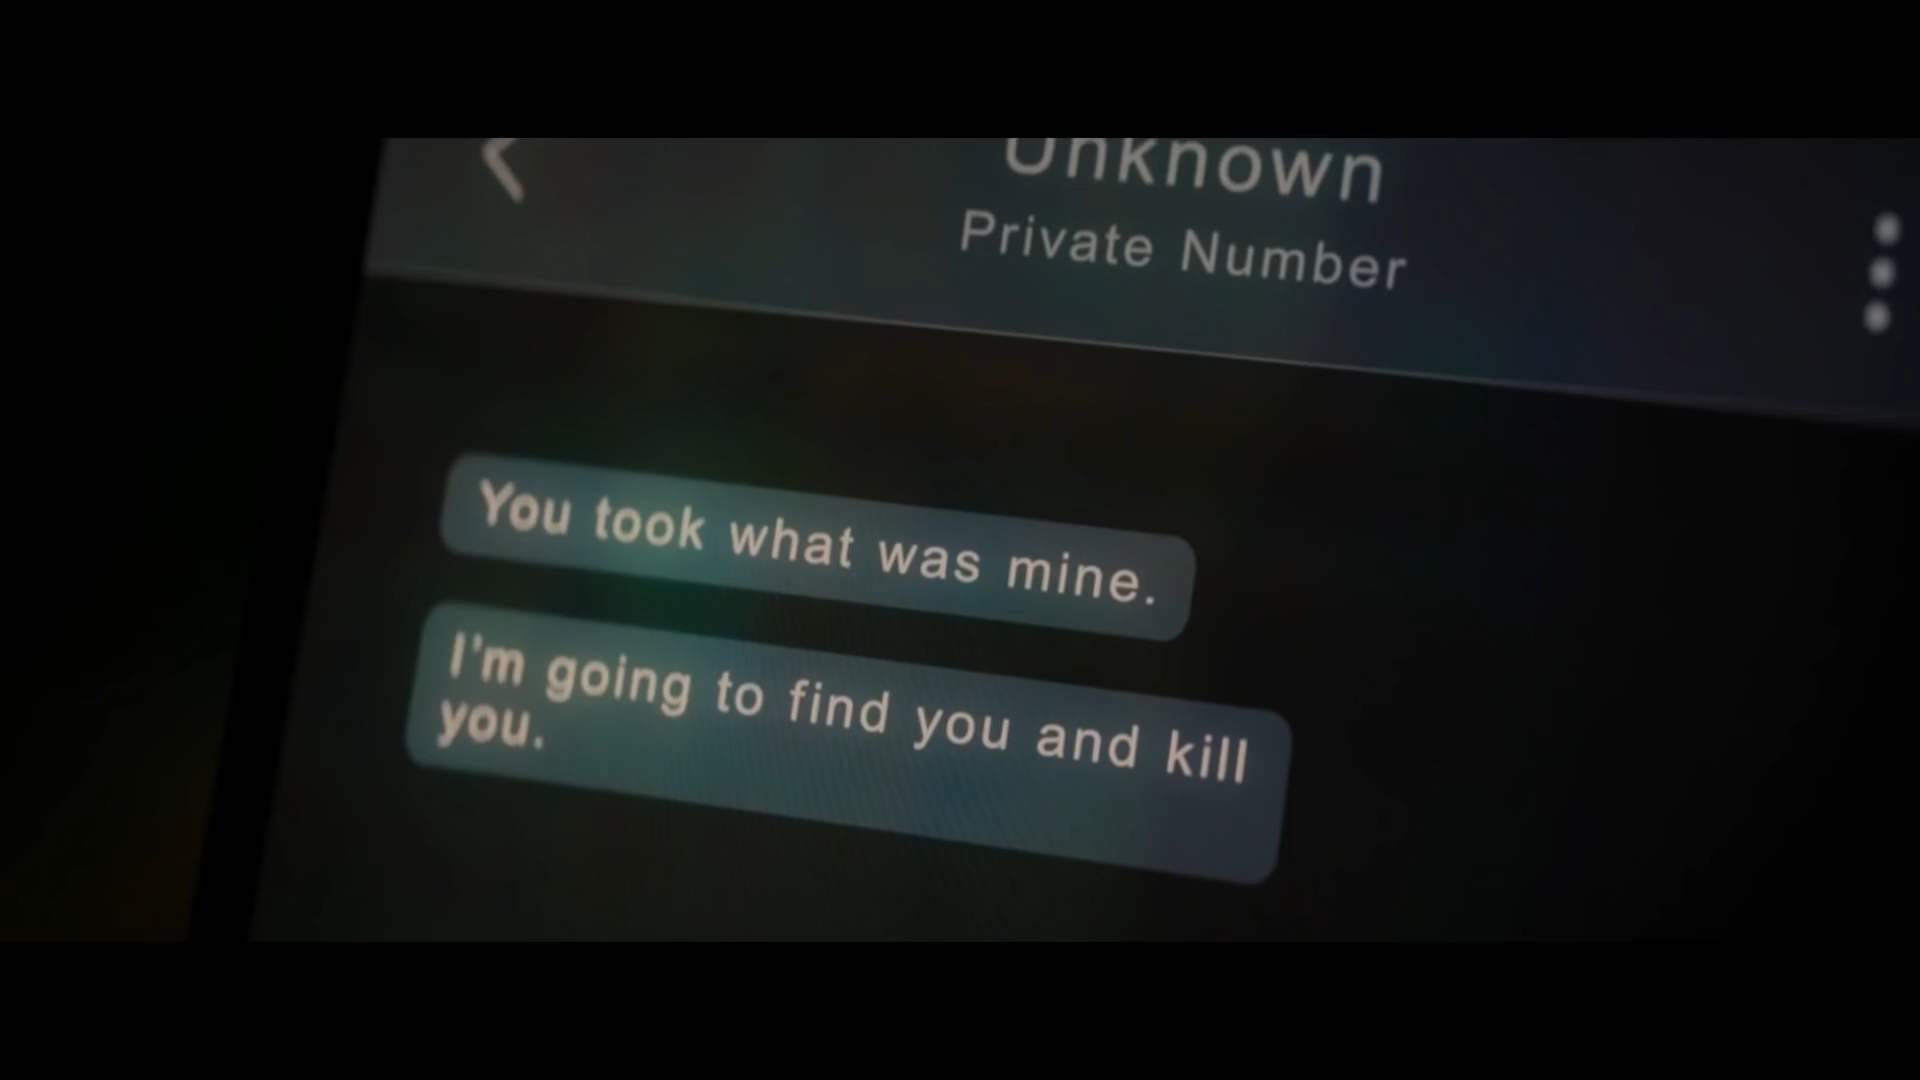 Unknown
Private Number
You took what was mine.
I'm going to find you and kill
you.